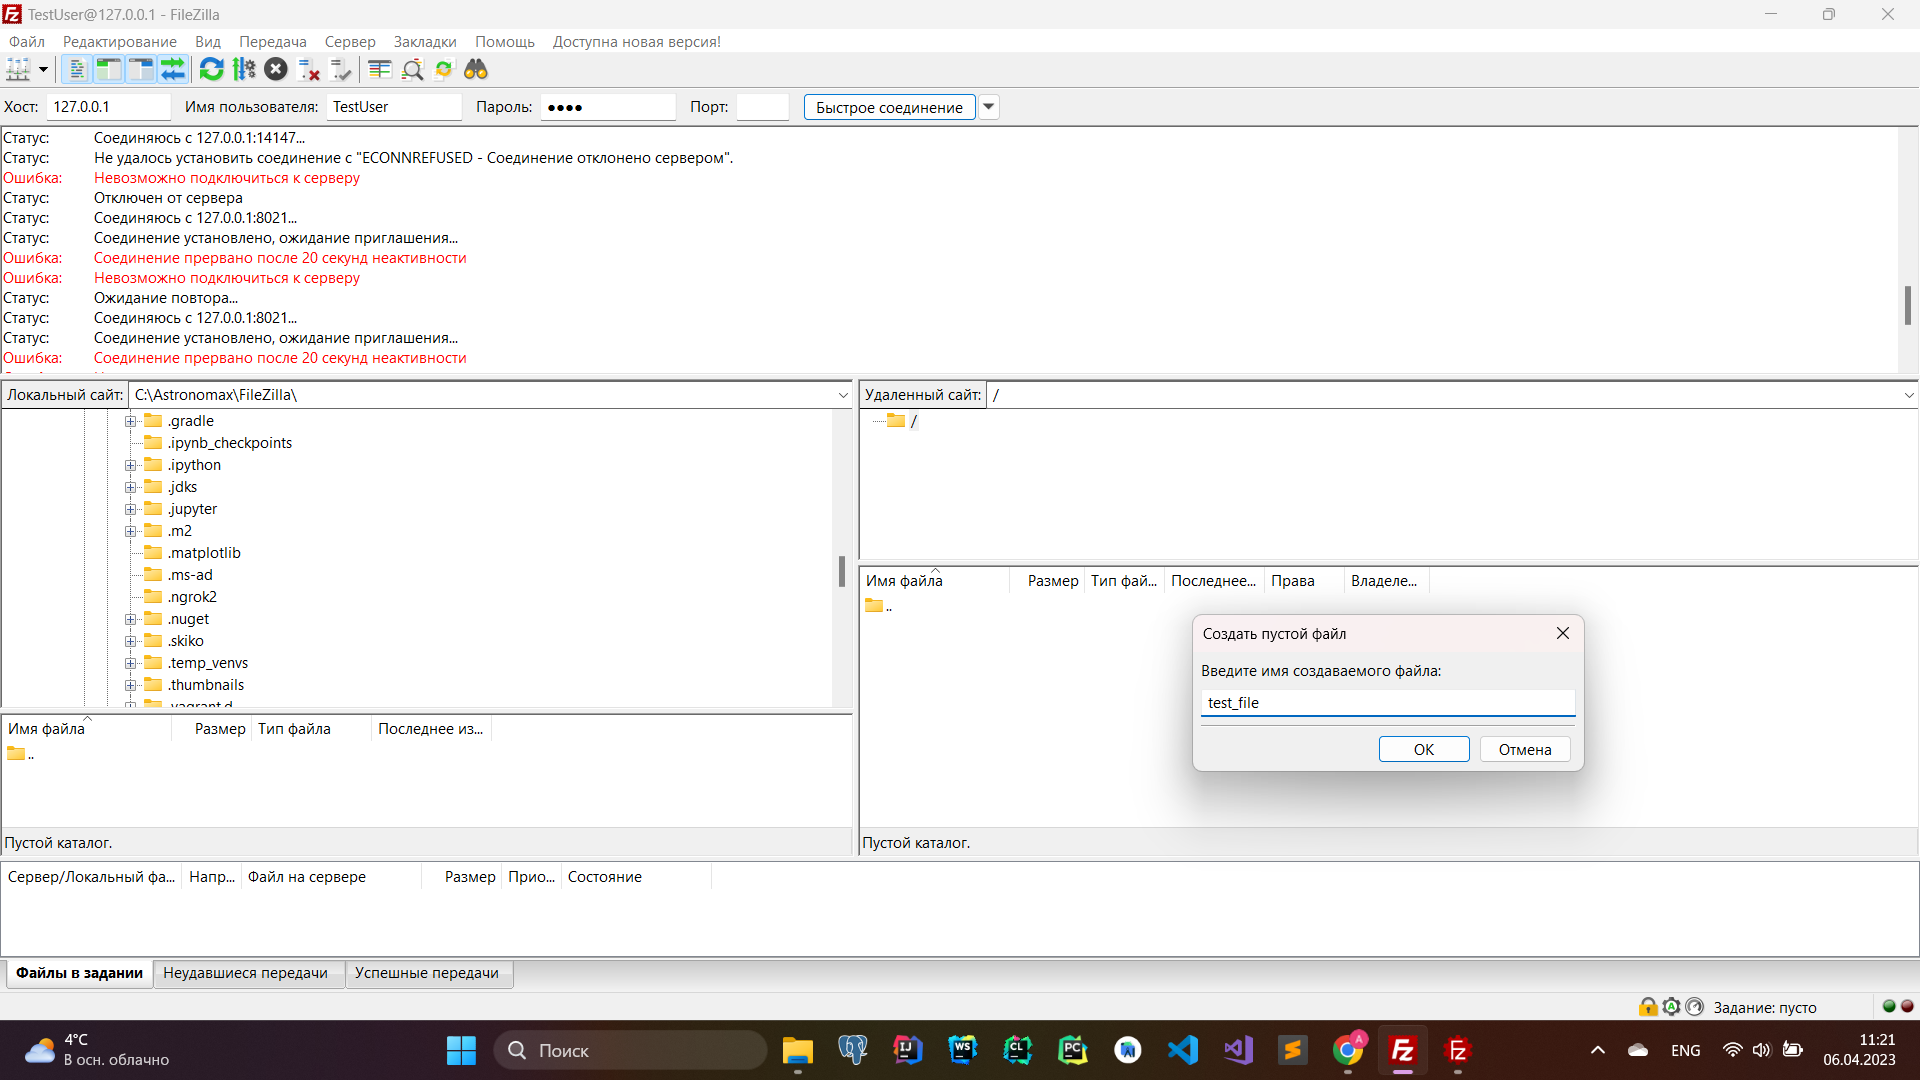 TestUser@127.0.0.1 - FileZilla
Файл Редактирование Вид Передача Сервер Закладки Помощь Доступна новая версия!
Хост: 127.0.0.1 Имя пользователя: TestUser Пароль: ●●●● Порт: Быстрое соединение
Статус: Соединяюсь с 127.0.0.1:14147...
Статус: Не удалось установить соединение с "ECONNREFUSED - Соединение отклонено сервером".
Ошибка: Невозможно подключиться к серверу
Статус: Отключен от сервера
Статус: Соединяюсь с 127.0.0.1:8021...
Статус: Соединение установлено, ожидание приглашения...
Ошибка: Соединение прервано после 20 секунд неактивности
Ошибка: Невозможно подключиться к серверу
Статус: Ожидание повтора...
Статус: Соединяюсь с 127.0.0.1:8021...
Статус: Соединение установлено, ожидание приглашения...
Ошибка: Соединение прервано после 20 секунд неактивности
Локальный сайт: C:\Astronomax\FileZilla\
.gradle
.ipynb_checkpoints
.ipython
.jdks
.jupyter
.m2
.matplotlib
.ms-ad
.ngrok2
.nuget
.skiko
.temp_venvs
.thumbnails
.vagrant.d
Имя файла Размер Тип файла Последнее из...
..
Пустой каталог.
Удаленный сайт: /
/
Имя файла Размер Тип фай... Последнее... Права Владеле...
..
Создать пустой файл
Введите имя создаваемого файла:
test_file
OK Отмена
Пустой каталог.
Сервер/Локальный фа... Напр... Файл на сервере Размер Прио... Состояние
Файлы в задании Неудавшиеся передачи Успешные передачи
Задание: пусто
4°C
В осн. облачно
Поиск
IJ WS CL PC A Fz Fz
ENG
11:21
06.04.2023